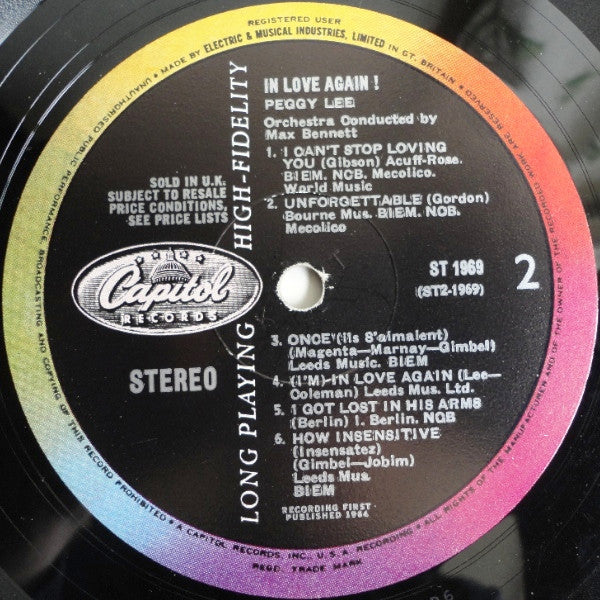 REGISTERED USER
• MADE BY ELECTRIC & MUSICAL INDUSTRIES, LIMITED IN GT. BRITAIN •
ALL RIGHTS OF THE MANUFACTURER AND OF THE OWNER OF THE RECORDED WORK ARE RESERVED
UNAUTHORISED PUBLIC PERFORMANCE, BROADCASTING AND COPYING OF THIS RECORD PROHIBITED
• A CAPITOL RECORDS, INC., U.S.A. RECORDING •
REGD. TRADE MARK
LONG PLAYING HIGH-FIDELITY
IN LOVE AGAIN !
PEGGY LEE
Orchestra Conducted by
Max Bennett
1. I CAN'T STOP LOVING
YOU (Gibson) Acuff-Rose.
BIEM. NCB. Mecolico.
World Music
2. UNFORGETTABLE (Gordon)
Bourne Mus. BIEM. NCB.
Mecolico
SOLD IN U.K.
SUBJECT TO RESALE
PRICE CONDITIONS,
SEE PRICE LISTS
Capitol
RECORDS
STEREO
ST 1969
(ST2-1969)
2
3. ONCE (ils S'aimaient)
(Magenta—Marnay—Gimbel)
Leeds Music. BIEM
4. (I'M) IN LOVE AGAIN (Lee—
Coleman) Leeds Mus. Ltd.
5. I GOT LOST IN HIS ARMS
(Berlin) I. Berlin. NCB
6. HOW INSENSITIVE
(Insensatez)
(Gimbel—Jobim)
Leeds Mus.
BIEM
RECORDING FIRST
PUBLISHED 1964